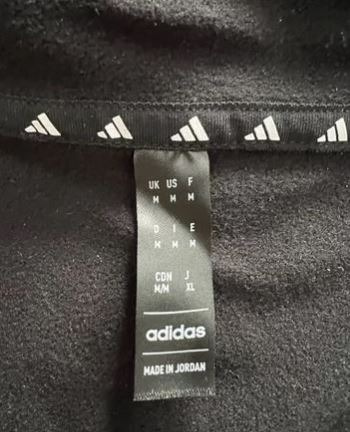 UK US F
M M M
D I E
M M M
CDN J
M/M XL
adidas
MADE IN JORDAN